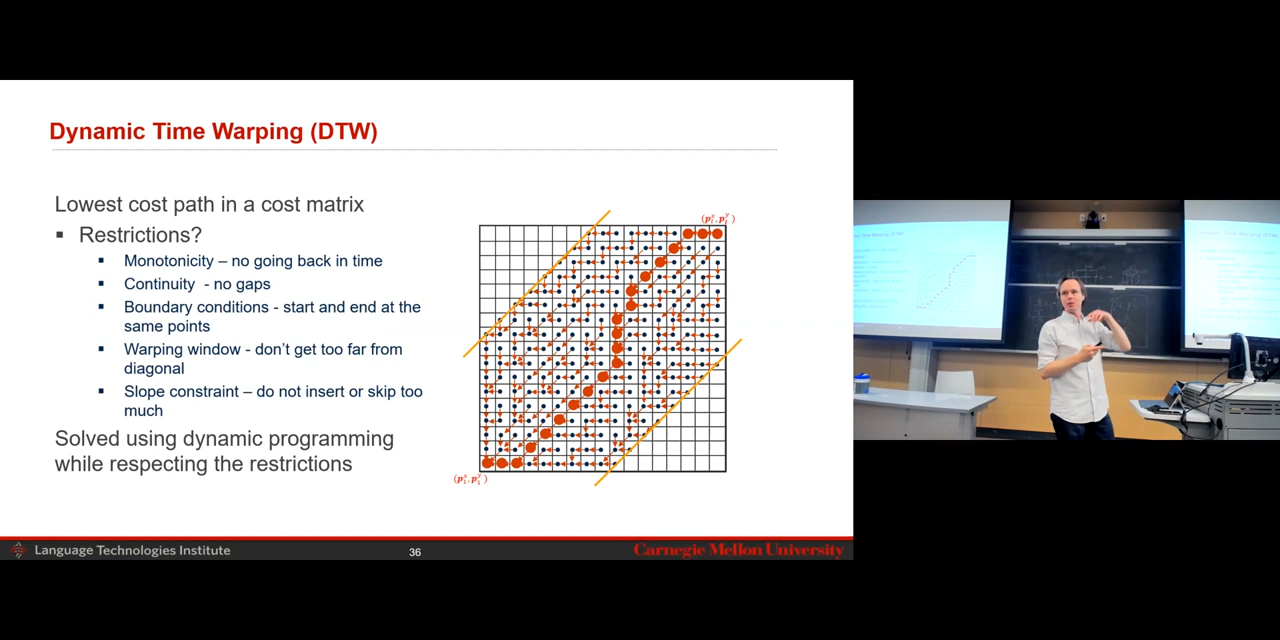 Dynamic Time Warping (DTW)
Lowest cost path in a cost matrix
▪ Restrictions?
▪ Monotonicity – no going back in time
▪ Continuity - no gaps
▪ Boundary conditions - start and end at the
same points
▪ Warping window - don't get too far from
diagonal
▪ Slope constraint – do not insert or skip too
much
Solved using dynamic programming
while respecting the restrictions
Language Technologies Institute
36
Carnegie Mellon University